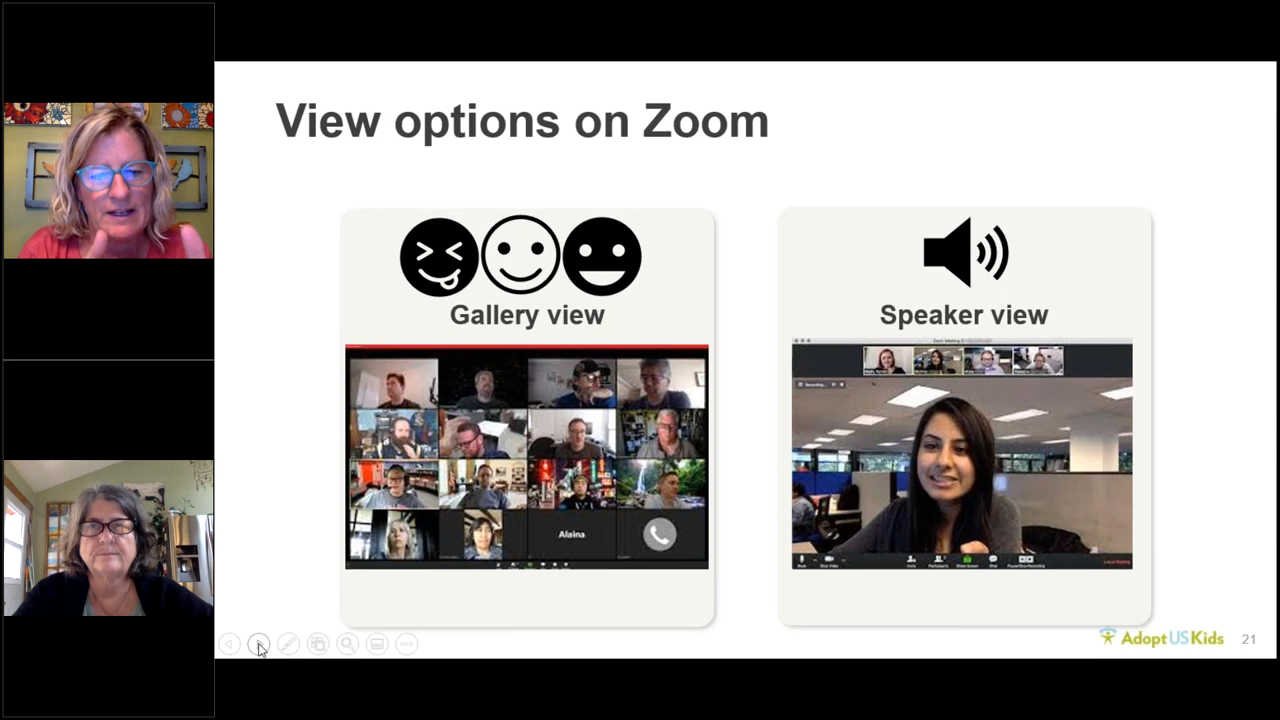 View options on Zoom
Gallery view
Speaker view
Alaina
AdoptUSKids
21